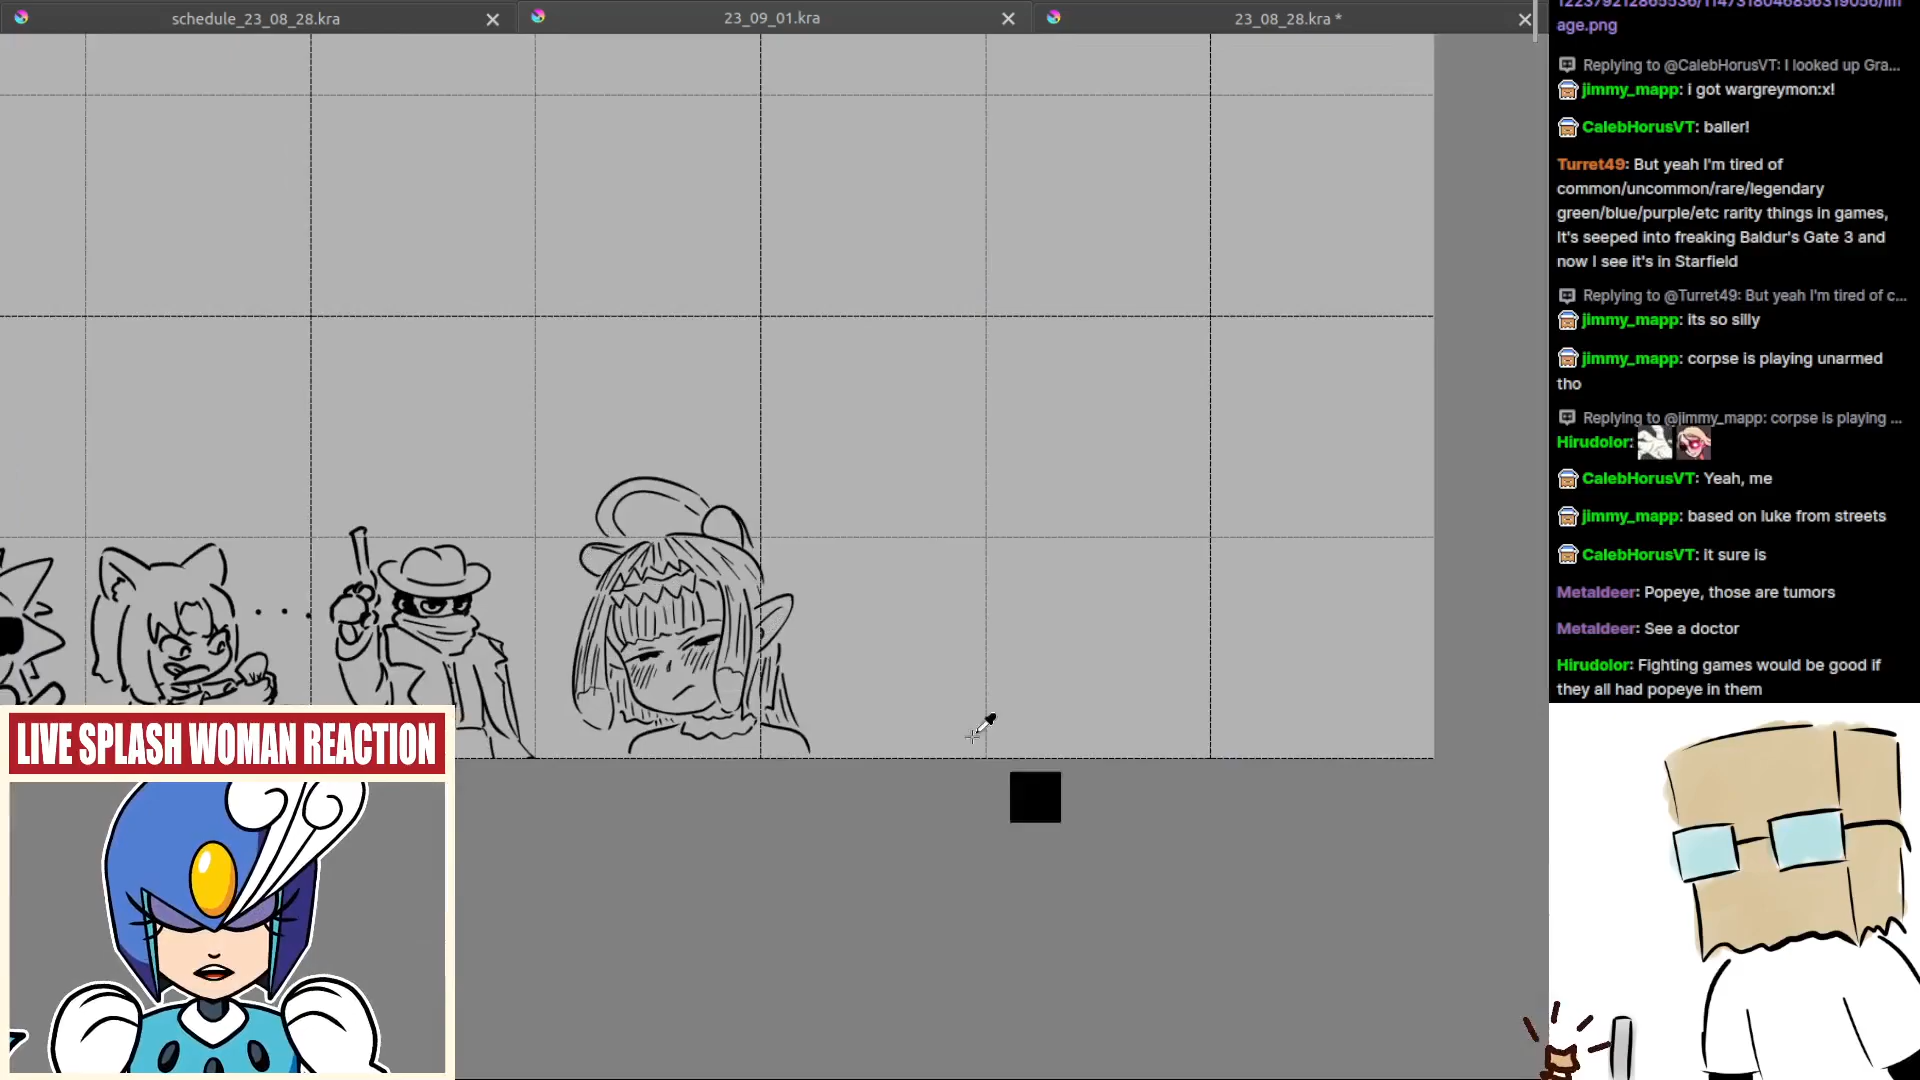 schedule_23_08_28.kra
23_09_01.kra
23_08_28.kra *
age.png
Replying to @CalebHorusVT: I looked up Gra...
jimmy_mapp: i got wargreymon:x!
CalebHorusVT: baller!
Turret49: But yeah I'm tired of
common/uncommon/rare/legendary
green/blue/purple/etc rarity things in games,
It's seeped into freaking Baldur's Gate 3 and
now I see it's in Starfield
Replying to @Turret49: But yeah I'm tired of c...
jimmy_mapp: its so silly
jimmy_mapp: corpse is playing unarmed
tho
Replying to @jimmy_mapp: corpse is playing ...
Hirudolor:
CalebHorusVT: Yeah, me
jimmy_mapp: based on luke from streets
CalebHorusVT: it sure is
Metaldeer: Popeye, those are tumors
Metaldeer: See a doctor
Hirudolor: Fighting games would be good if
they all had popeye in them
LIVE SPLASH WOMAN REACTION